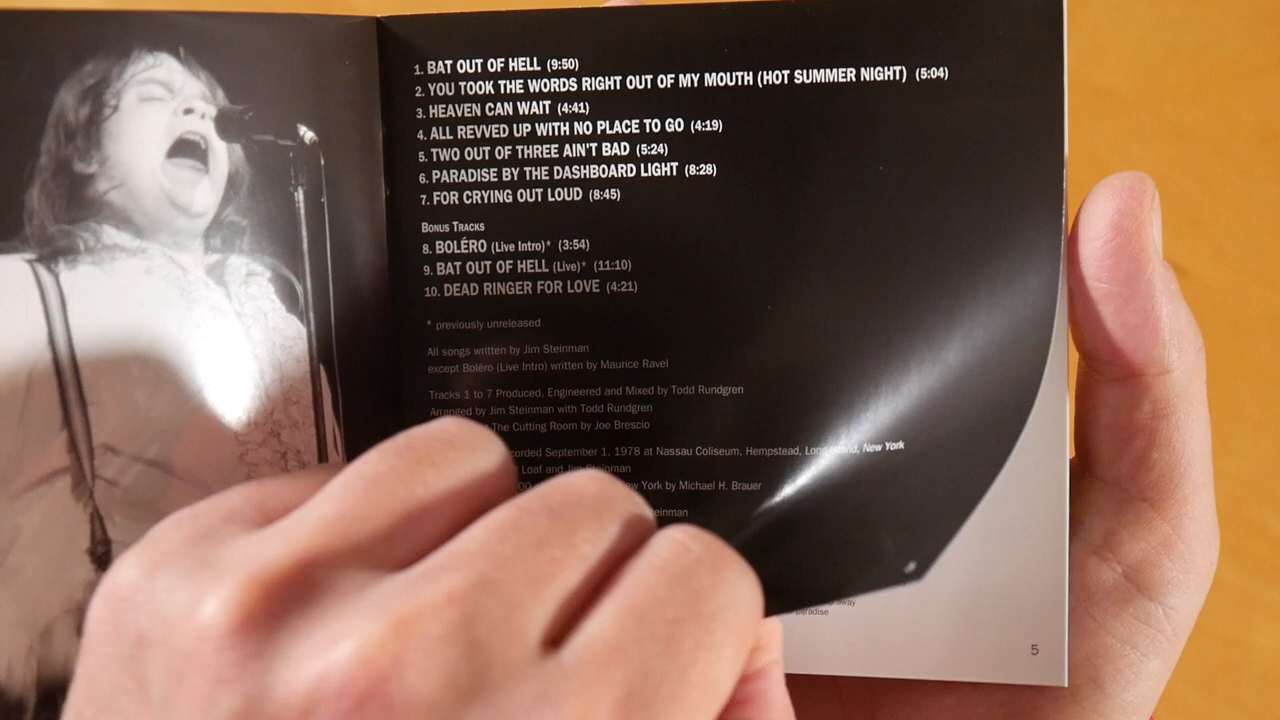 1. BAT OUT OF HELL (9:50)
2. YOU TOOK THE WORDS RIGHT OUT OF MY MOUTH (HOT SUMMER NIGHT) (5:04)
3. HEAVEN CAN WAIT (4:41)
4. ALL REVVED UP WITH NO PLACE TO GO (4:19)
5. TWO OUT OF THREE AIN'T BAD (5:24)
6. PARADISE BY THE DASHBOARD LIGHT (8:28)
7. FOR CRYING OUT LOUD (8:45)
BONUS TRACKS
8. BOLÉRO (Live Intro)* (3:54)
9. BAT OUT OF HELL (Live)* (11:10)
10. DEAD RINGER FOR LOVE (4:21)
* previously unreleased
All songs written by Jim Steinman
except Boléro (Live Intro) written by Maurice Ravel
Tracks 1 to 7 Produced, Engineered and Mixed by Todd Rundgren
Arranged by Jim Steinman with Todd Rundgren
The Cutting Room by Joe Brescio
corded September 1, 1978 at Nassau Coliseum, Hempstead, Long Island, New York
Loaf and Jim Steinman
York by Michael H. Brauer
teinman
away
5